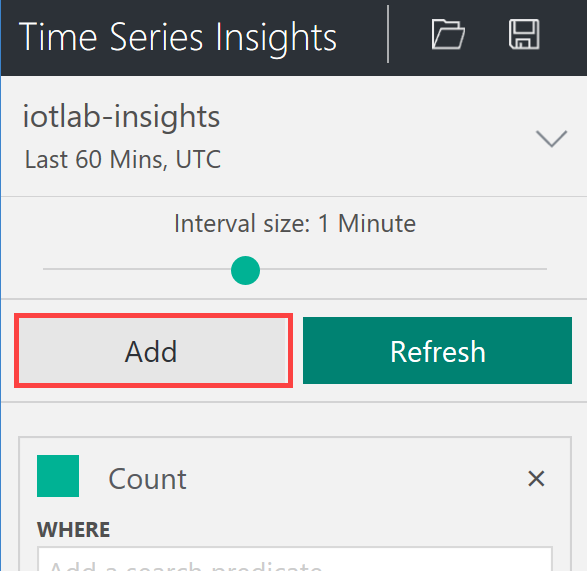 Time Series Insights
iotlab-insights
Last 60 Mins, UTC
Interval size: 1 Minute
Add
Refresh
Count
WHERE
Add a search predicate